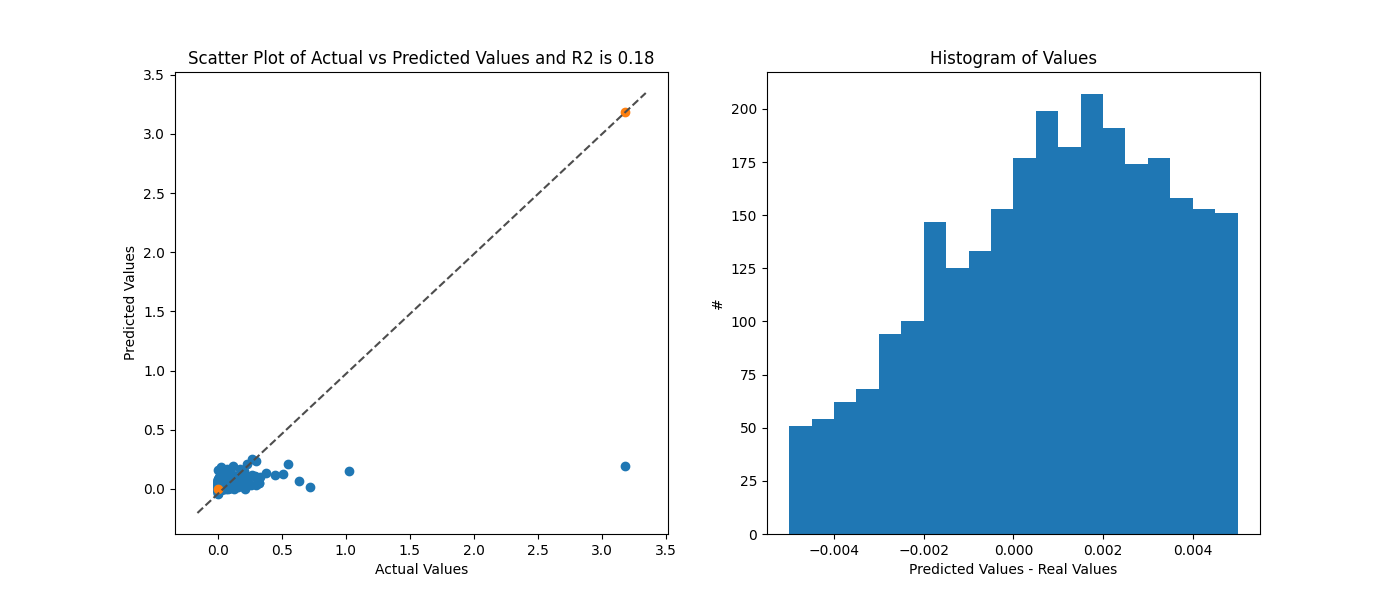 Scatter Plot of Actual vs Predicted Values and R2 is 0.18
3.5
3.0
2.5
2.0
1.5
1.0
0.5
0.0
Predicted Values
0.0 0.5 1.0 1.5 2.0 2.5 3.0 3.5
Actual Values
Histogram of Values
200
175
150
125
100
75
50
25
0
#
−0.004 −0.002 0.000 0.002 0.004
Predicted Values - Real Values